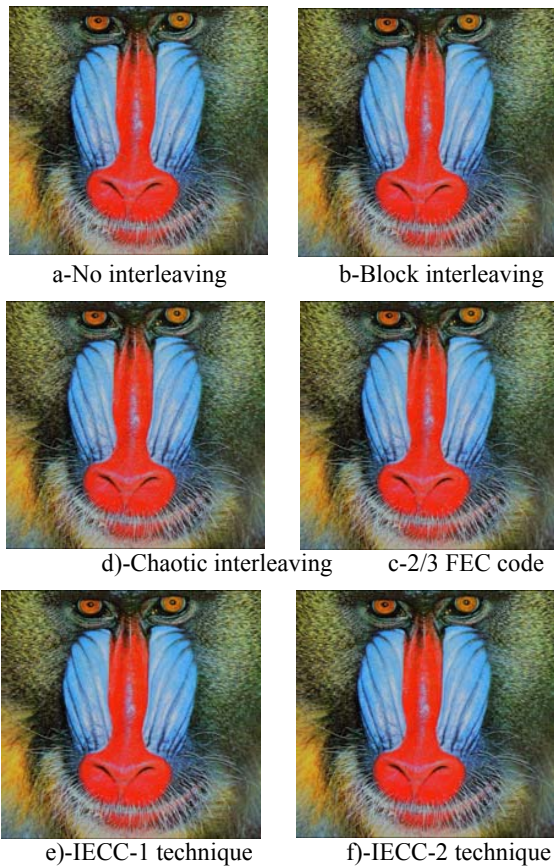 a-No interleaving
b-Block interleaving
d)-Chaotic interleaving
c-2/3 FEC code
e)-IECC-1 technique
f)-IECC-2 technique